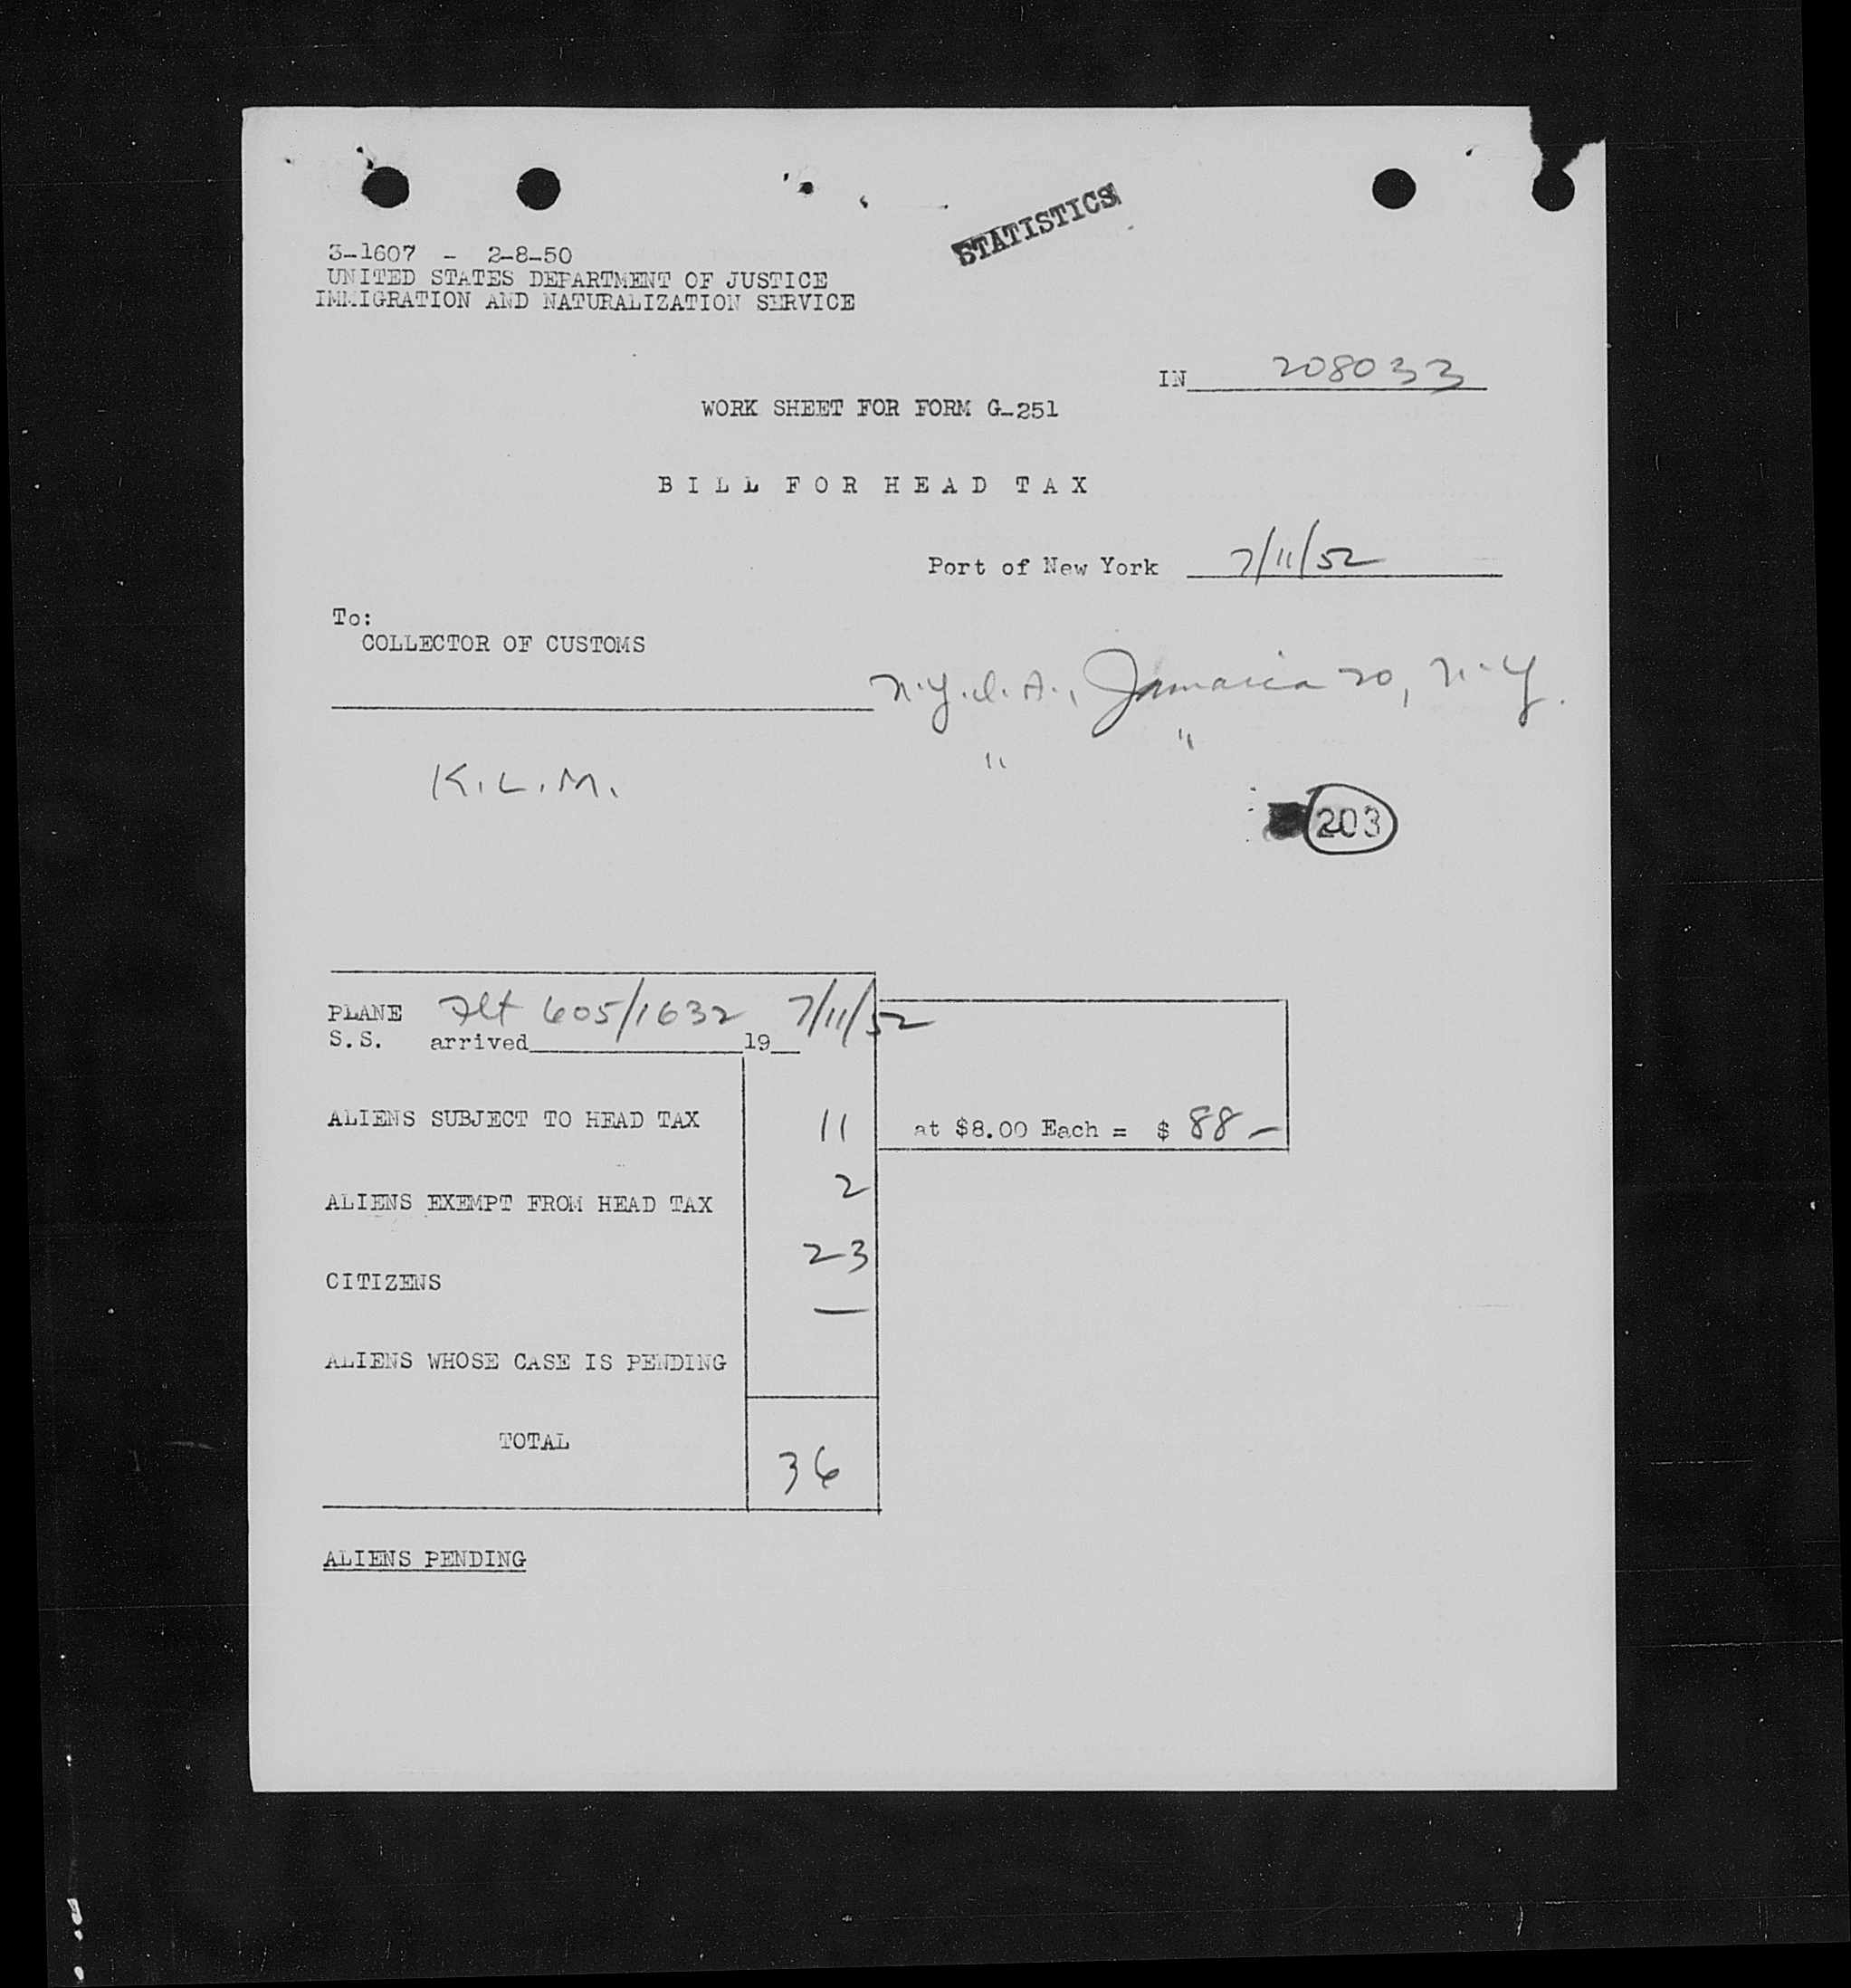 STATISTICS
3-1607 - 2-8-50
UNITED STATES DEPARTMENT OF JUSTICE
IMMIGRATION AND NATURALIZATION SERVICE
IN 208033
WORK SHEET FOR FORM G-251
BILL FOR HEAD TAX
Port of New York 7/11/52
To:
COLLECTOR OF CUSTOMS
N.Y.I.A., Jamaica 20, N.Y.
" "
K.L.M.
203
PLANE Flt 605/1632 7/11/52
S.S. arrived 19
ALIENS SUBJECT TO HEAD TAX 11 at $8.00 Each = $ 88 —
ALIENS EXEMPT FROM HEAD TAX 2
CITIZENS 23
ALIENS WHOSE CASE IS PENDING —
TOTAL 36
ALIENS PENDING